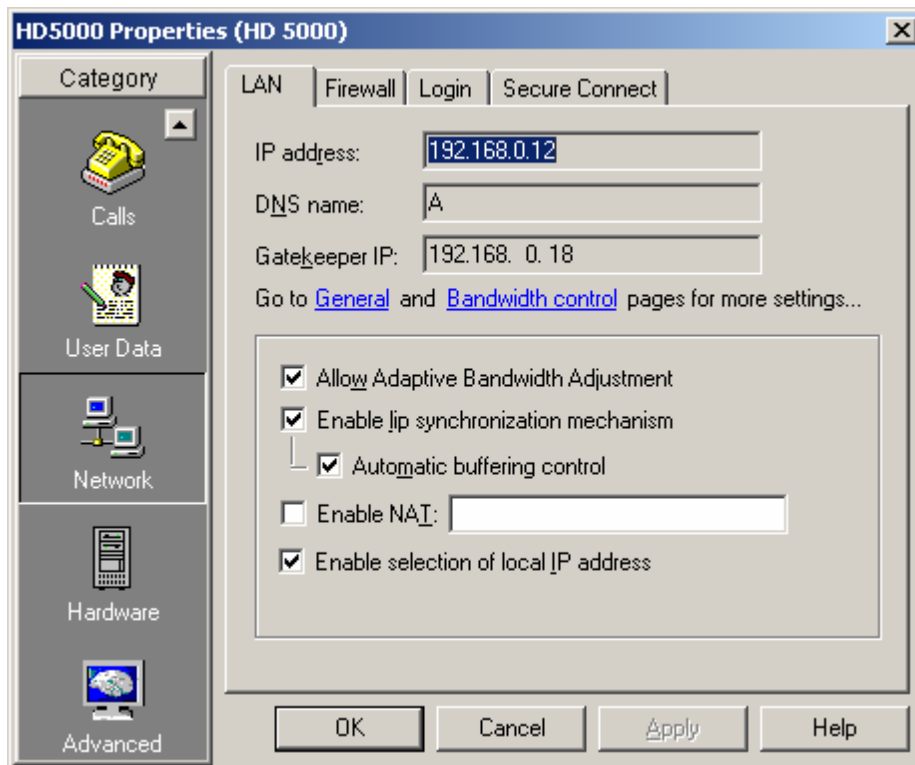 HD5000 Properties (HD 5000)
Category
Calls
User Data
Network
Hardware
Advanced
LAN Firewall Login Secure Connect
IP address: 192.168.0.12
DNS name: A
Gatekeeper IP: 192.168. 0. 18
Go to General and Bandwidth control pages for more settings...
Allow Adaptive Bandwidth Adjustment
Enable lip synchronization mechanism
Automatic buffering control
Enable NAT:
Enable selection of local IP address
OK Cancel Apply Help